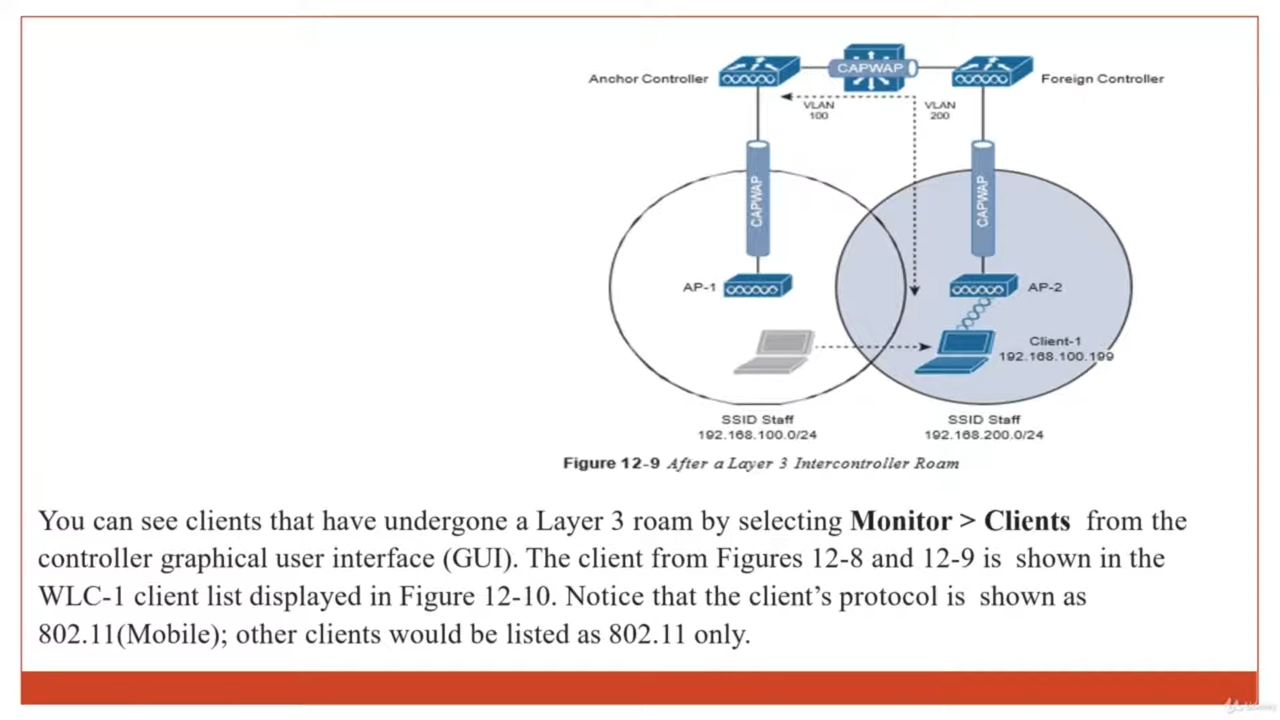 CAPWAP
Anchor Controller
Foreign Controller
VLAN
100
VLAN
200
CAPWAP
CAPWAP
AP-1
AP-2
Client-1
192.168.100.199
SSID Staff
192.168.100.0/24
SSID Staff
192.168.200.0/24
Figure 12-9 After a Layer 3 Intercontroller Roam
You can see clients that have undergone a Layer 3 roam by selecting Monitor > Clients from the
controller graphical user interface (GUI). The client from Figures 12-8 and 12-9 is shown in the
WLC-1 client list displayed in Figure 12-10. Notice that the client’s protocol is shown as
802.11(Mobile); other clients would be listed as 802.11 only.
Udemy